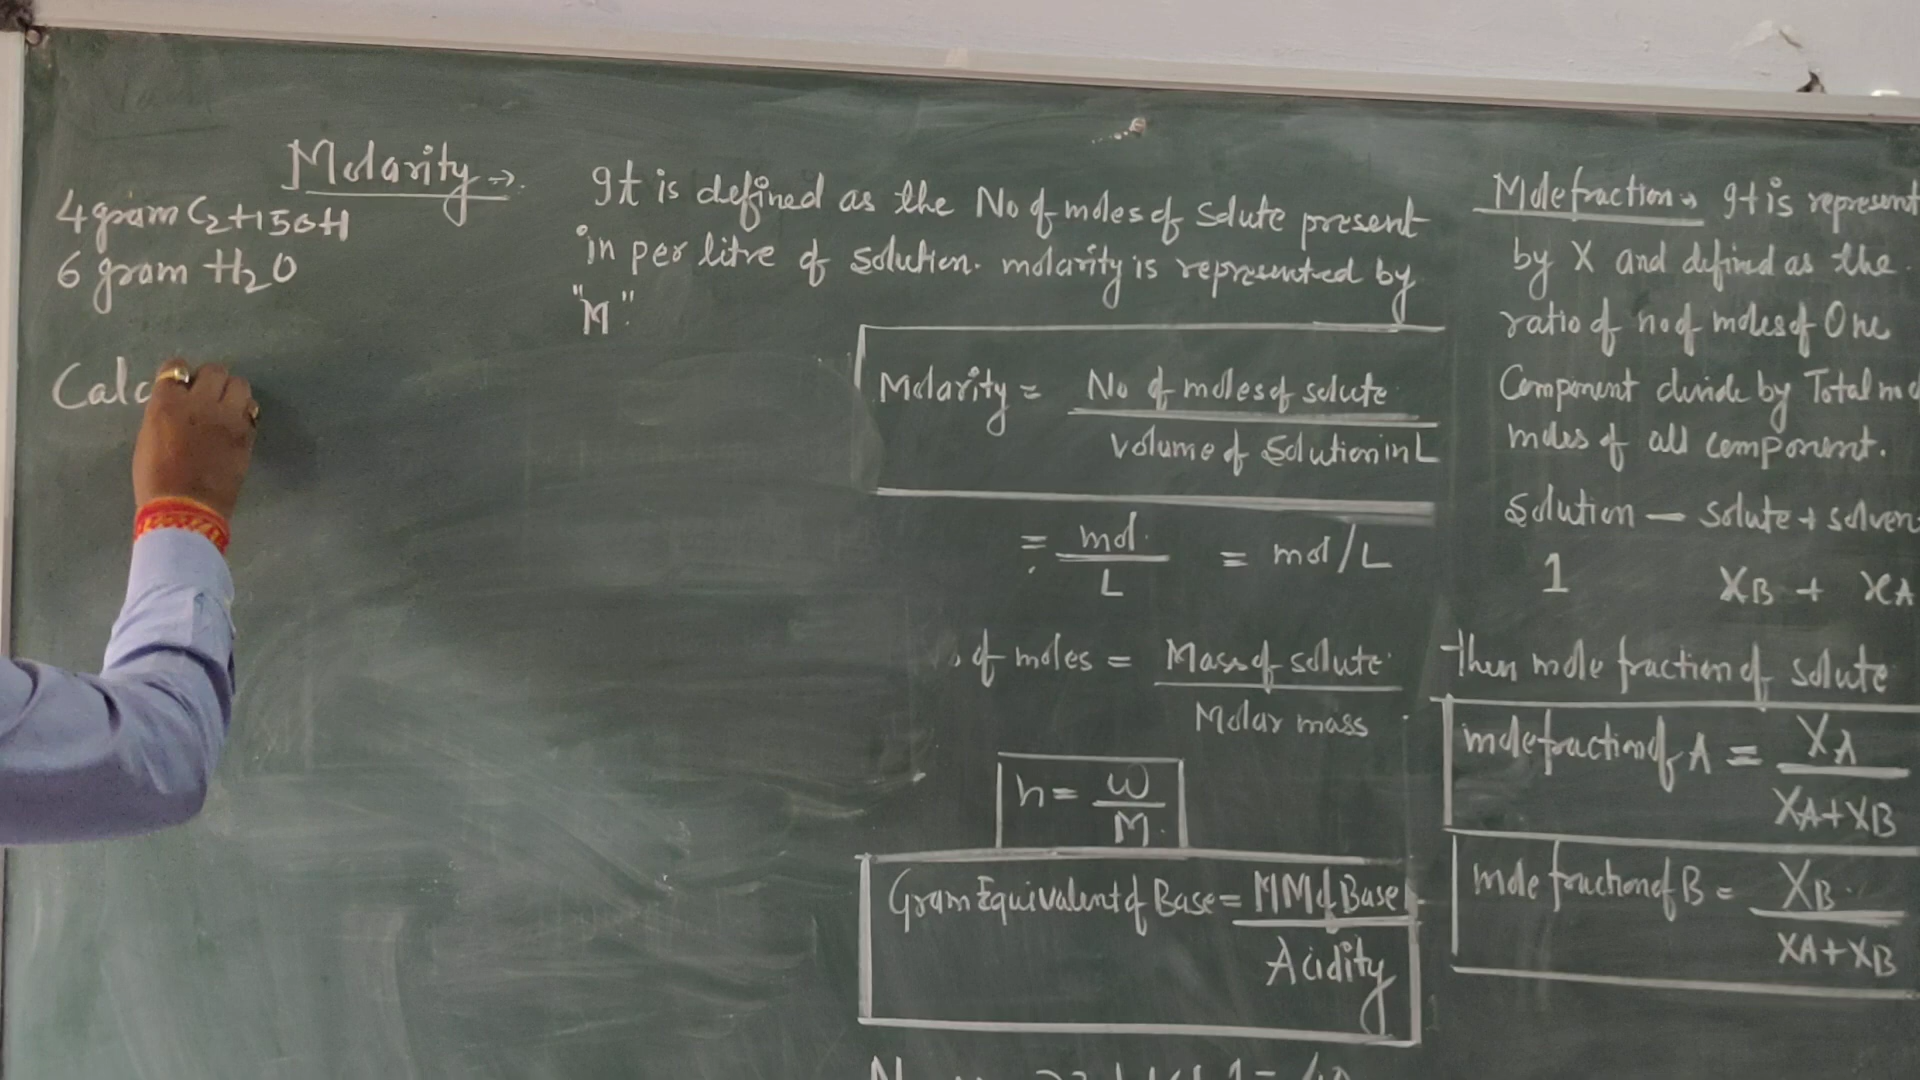 Molarity →
4 gram C2H5OH
6 gram H2O
Calc
It is defined as the No of moles of solute present
in per litre of solution. molarity is represented by
"M"
Molarity = No of moles of solute
Volume of Solution in L
= mol. / L = mol/L
of moles = Mass of solute
Molar mass
n = w
M
Gram Equivalent of Base = MM of Base
Acidity
Mole fraction → It is represent
by X and defined as the
ratio of no of moles of One
Component divide by Total no
moles of all component.
Solution — solute + solven
1 XB + XA
then mole fraction of solute
mole fraction of A = XA
XA+XB
mole fraction of B = XB
XA+XB